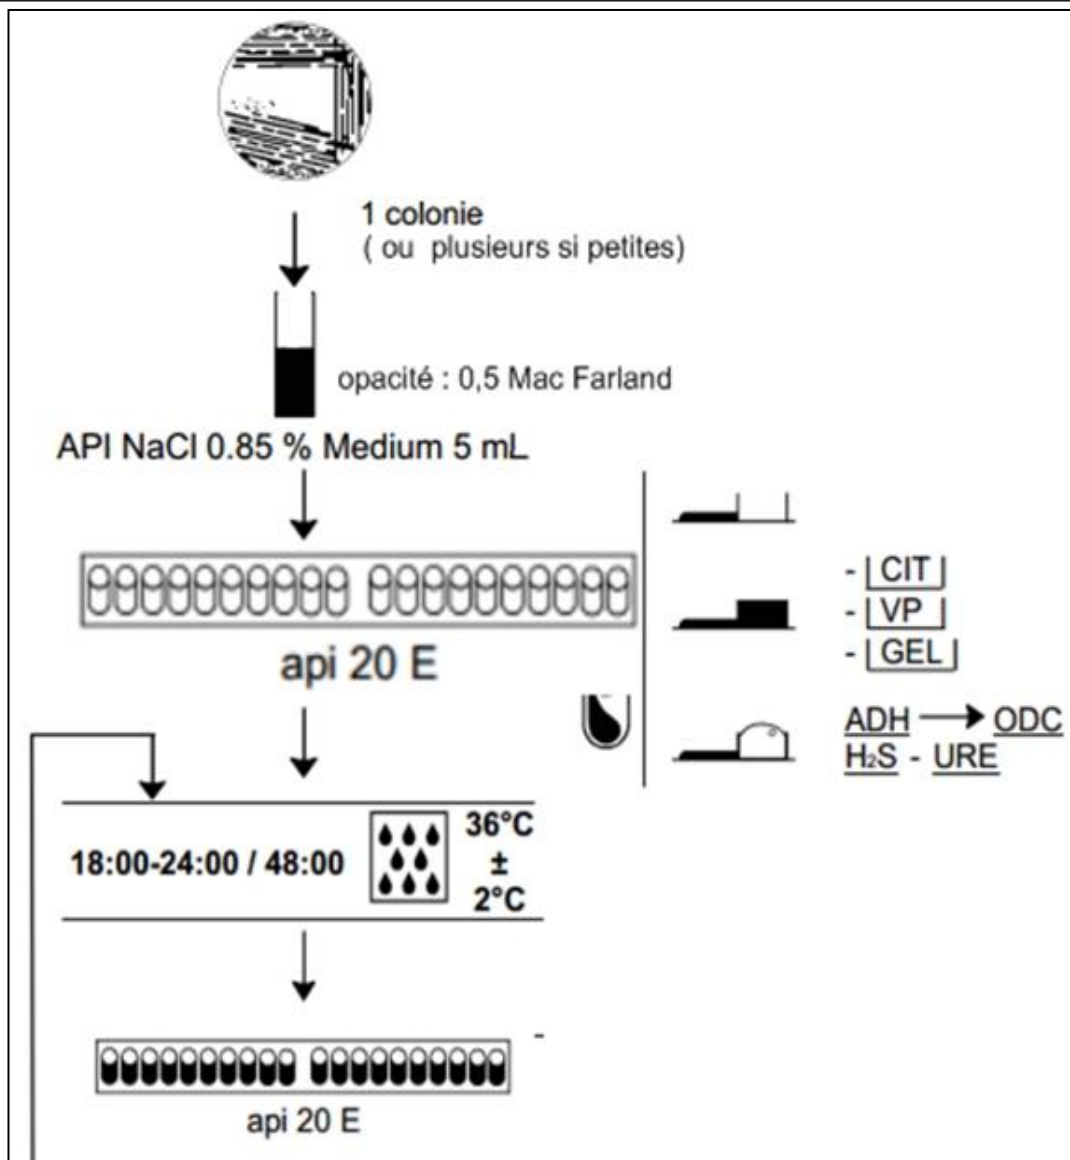 1 colonie
( ou plusieurs si petites)
opacité : 0,5 Mac Farland
API NaCl 0.85 % Medium 5 mL
api 20 E
- CIT
- VP
- GEL
ADH → ODC
H₂S - URE
18:00-24:00 / 48:00
36°C
±
2°C
-
api 20 E